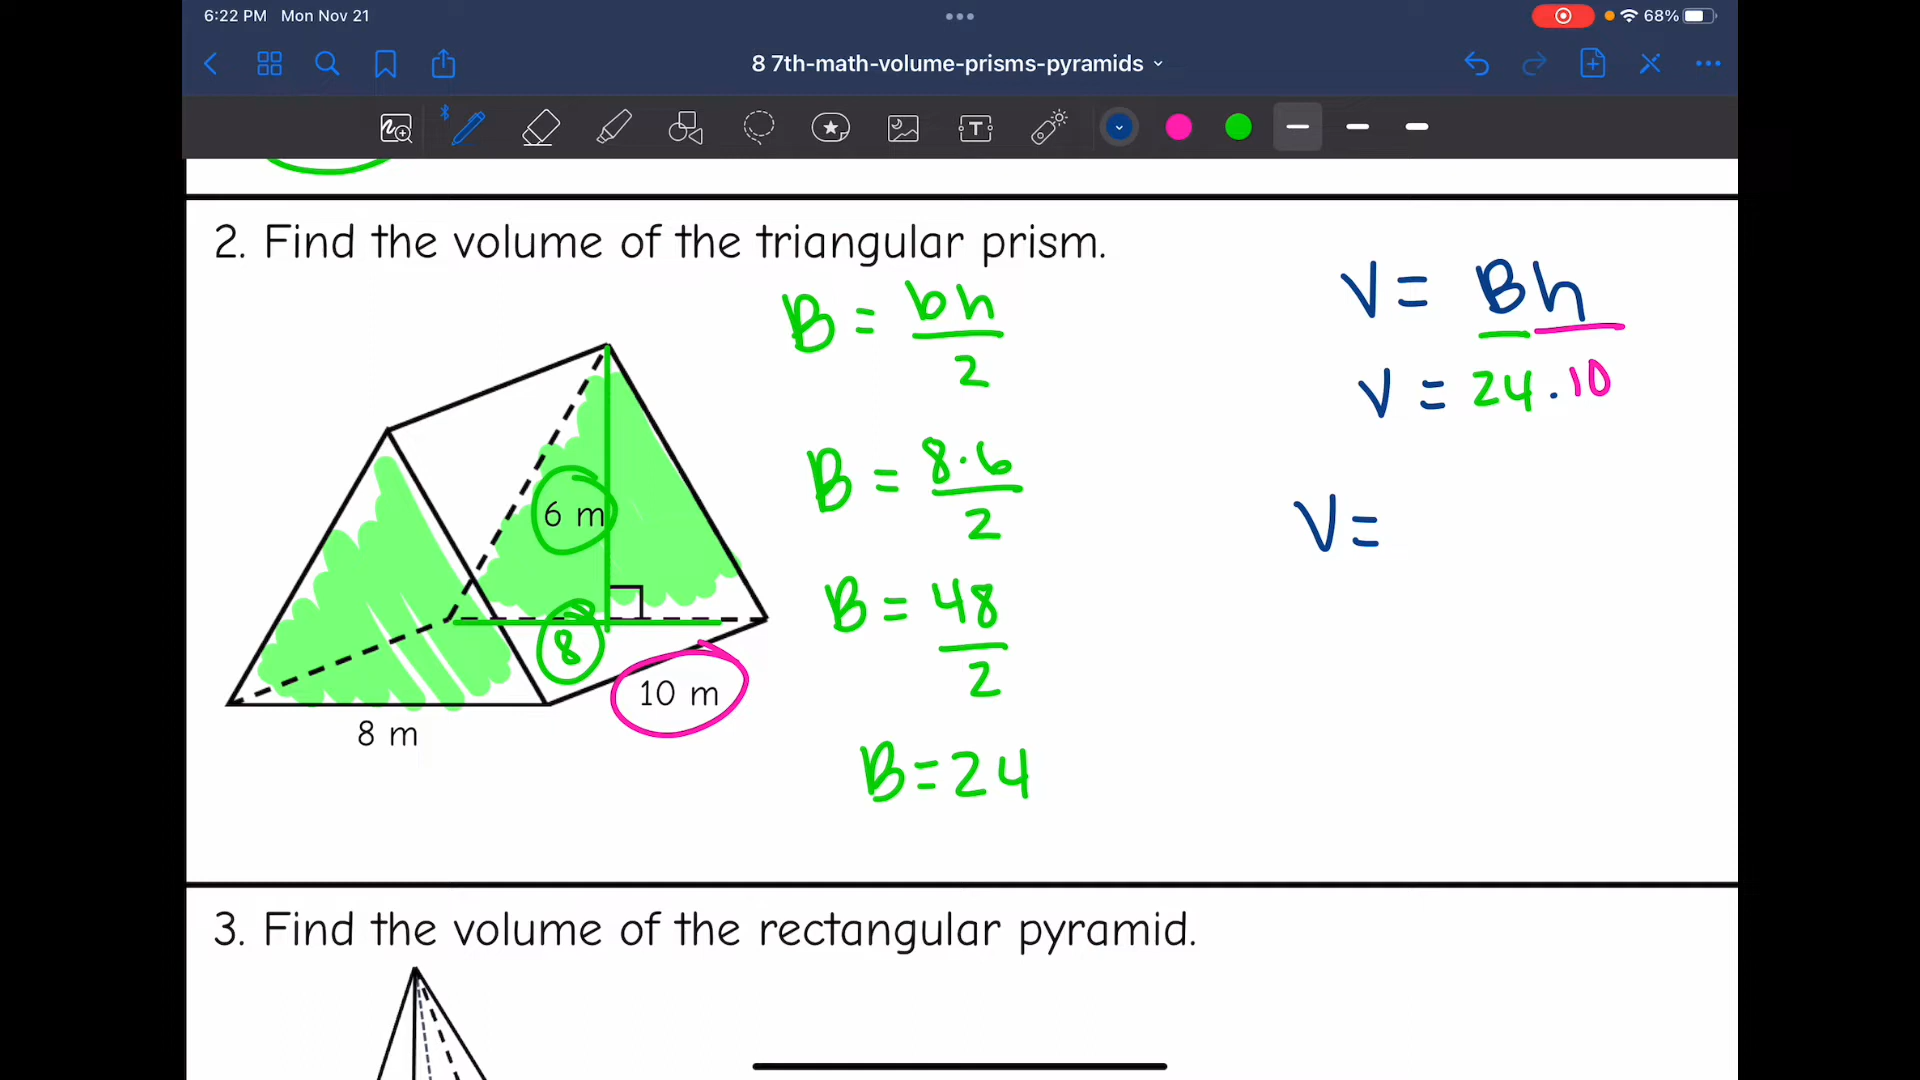 6:22 PM Mon Nov 21
68%
8 7th-math-volume-prisms-pyramids
T
2. Find the volume of the triangular prism.
B = bh/2
B = 8·6/2
B = 48/2
B = 24
V = Bh
V = 24 · 10
V =
6 m
8
10 m
8 m
3. Find the volume of the rectangular pyramid.